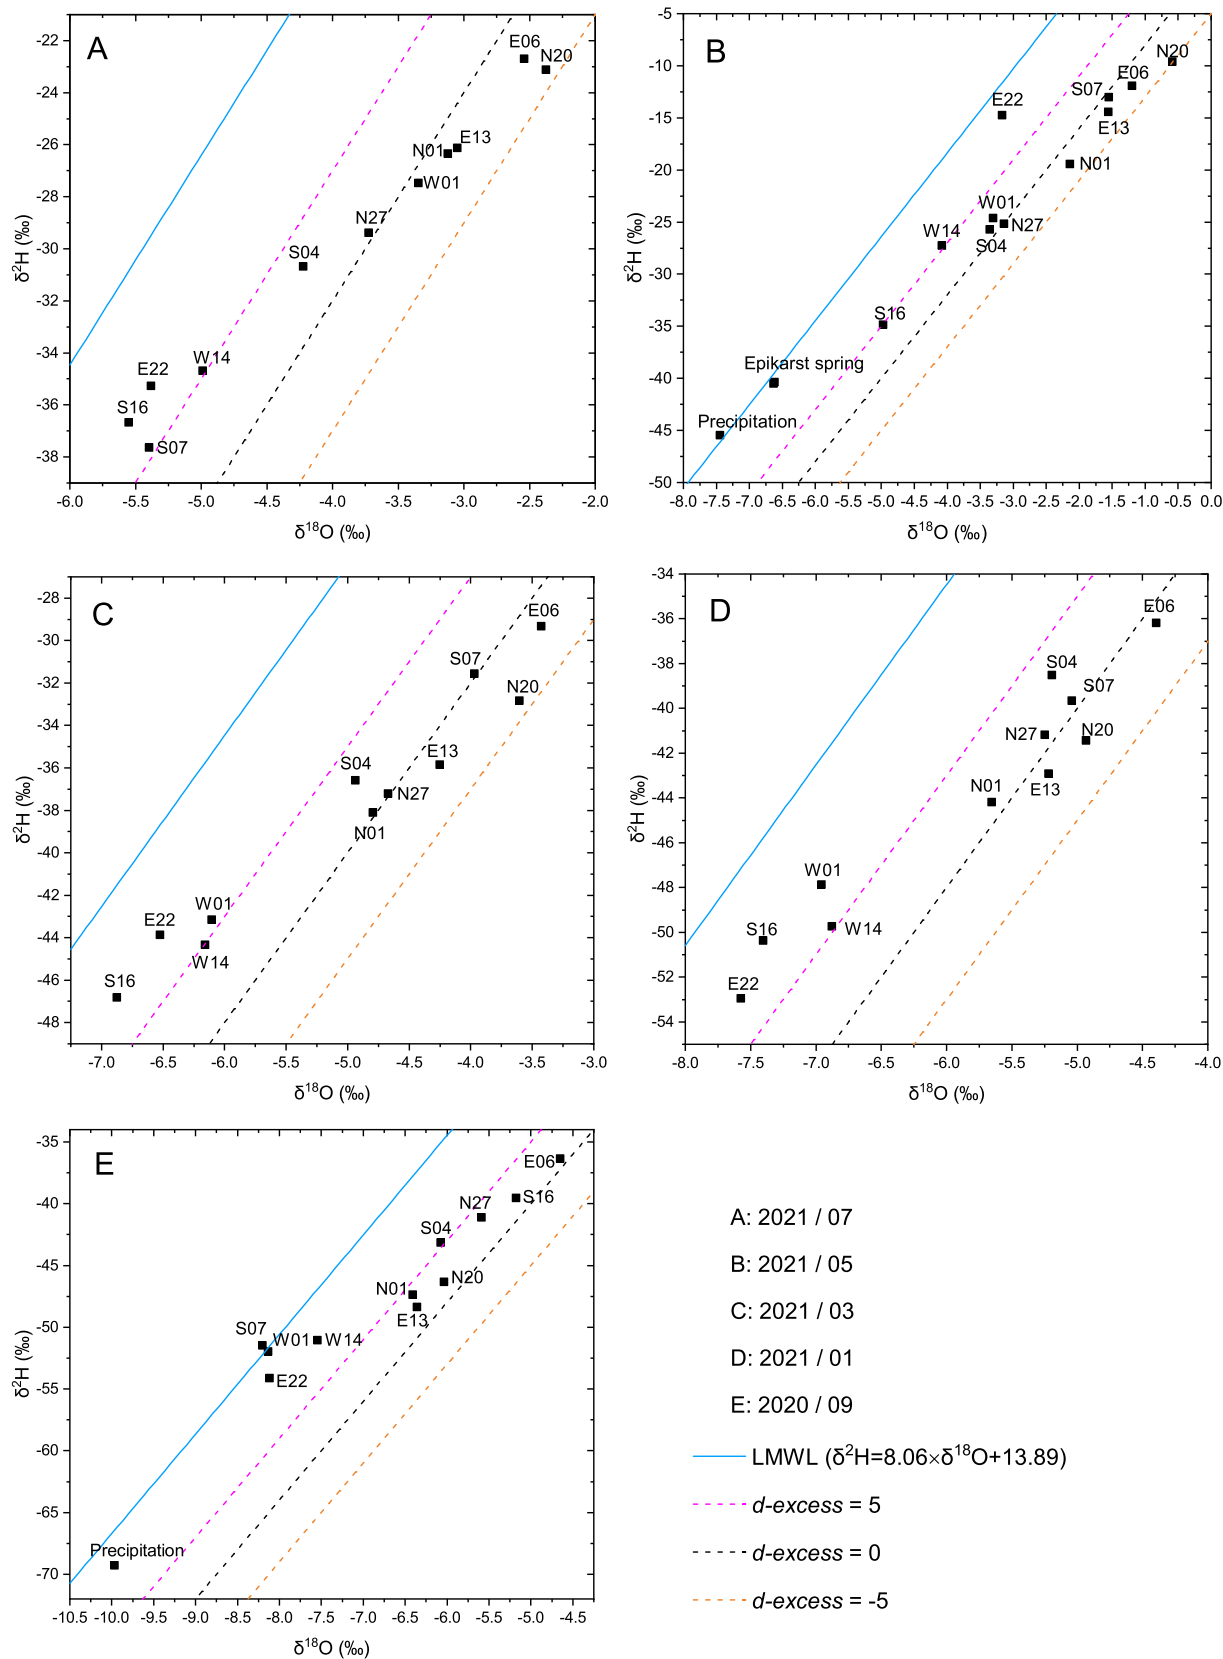 A
-22
-24
-26
-28
-30
-32
-34
-36
-38
δ²H (‰)
E06
N20
E13
N01
W01
N27
S04
W14
E22
S16
S07
-6.0 -5.5 -5.0 -4.5 -4.0 -3.5 -3.0 -2.5 -2.0
δ¹⁸O (‰)
B
-5
-10
-15
-20
-25
-30
-35
-40
-45
-50
δ²H (‰)
N20
E06
S07
E22
E13
N01
W01
W14
N27
S04
S16
Epikarst spring
Precipitation
-8.0 -7.5 -7.0 -6.5 -6.0 -5.5 -5.0 -4.5 -4.0 -3.5 -3.0 -2.5 -2.0 -1.5 -1.0 -0.5 0.0
δ¹⁸O (‰)
C
-28
-30
-32
-34
-36
-38
-40
-42
-44
-46
-48
δ²H (‰)
E06
S07
N20
E13
S04
N27
N01
W01
E22
W14
S16
-7.0 -6.5 -6.0 -5.5 -5.0 -4.5 -4.0 -3.5 -3.0
δ¹⁸O (‰)
D
-34
-36
-38
-40
-42
-44
-46
-48
-50
-52
-54
δ²H (‰)
E06
S04
S07
N27
N20
E13
N01
W01
S16
W14
E22
-8.0 -7.5 -7.0 -6.5 -6.0 -5.5 -5.0 -4.5 -4.0
δ¹⁸O (‰)
E
-35
-40
-45
-50
-55
-60
-65
-70
δ²H (‰)
E06
S16
N27
S04
N20
N01
E13
S07
W01
W14
E22
Precipitation
-10.5 -10.0 -9.5 -9.0 -8.5 -8.0 -7.5 -7.0 -6.5 -6.0 -5.5 -5.0 -4.5
δ¹⁸O (‰)
A: 2021 / 07
B: 2021 / 05
C: 2021 / 03
D: 2021 / 01
E: 2020 / 09
LMWL (δ²H=8.06×δ¹⁸O+13.89)
d-excess = 5
d-excess = 0
d-excess = -5